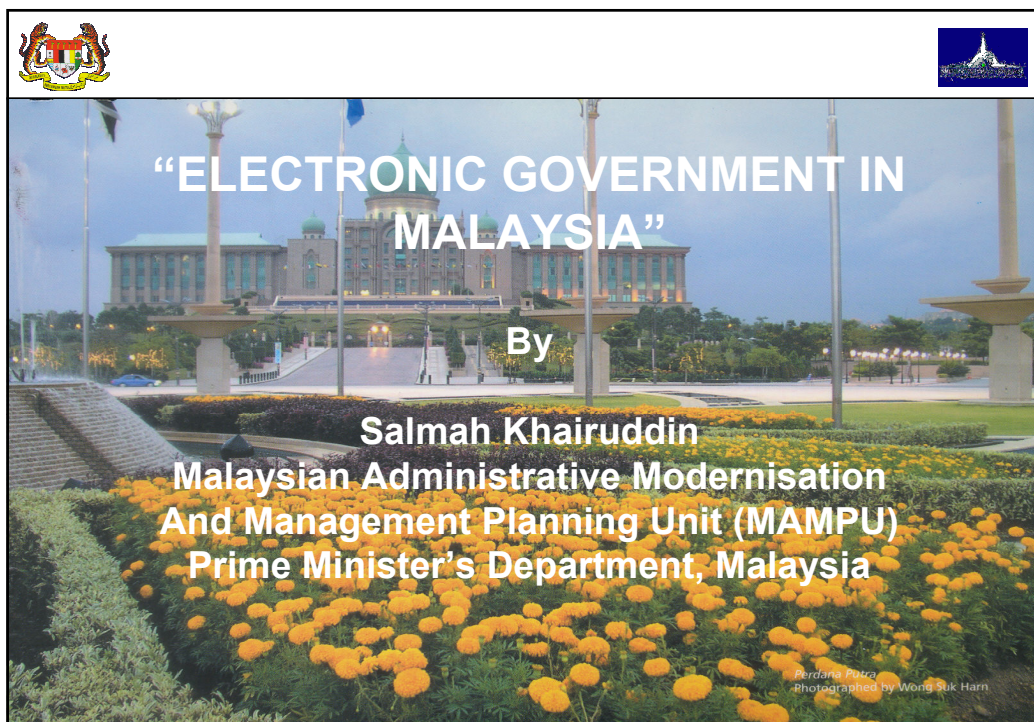 “ELECTRONIC GOVERNMENT IN
MALAYSIA”
By
Salmah Khairuddin
Malaysian Administrative Modernisation
And Management Planning Unit (MAMPU)
Prime Minister’s Department, Malaysia
Perdana Putra
Photographed by Wong Suk Harn